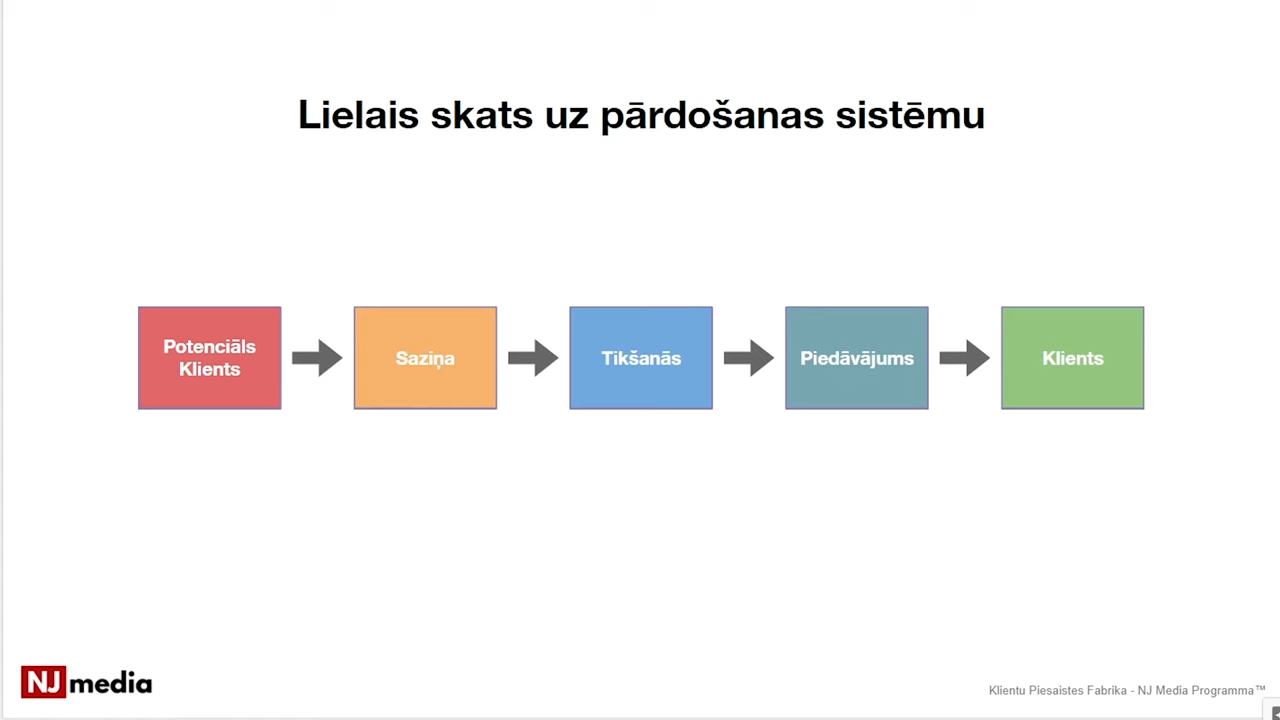 Lielais skats uz pārdošanas sistēmu
Potenciāls
Klients
Saziņa
Tikšanās
Piedāvājums
Klients
NJ media
Klientu Piesaistes Fabrika - NJ Media Programma™